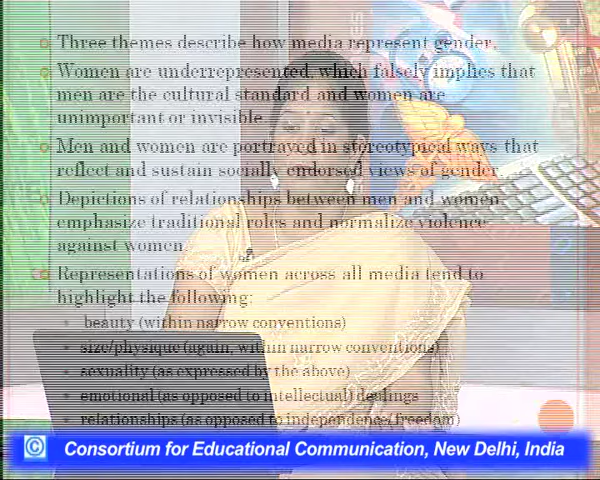 Three themes describe how media represent gender.
Women are underrepresented, which falsely implies that
men are the cultural standard and women are
unimportant or invisible
Men and women are portrayed in stereotypical ways that
reflect and sustain socially endorsed views of gender
Depictions of relationships between men and women
emphasize traditional roles and normalize violence
against women.
Representations of women across all media tend to
highlight the following:
beauty (within narrow conventions)
size/physique (again, within narrow conventions)
sexuality (as expressed by the above)
emotional (as opposed to intellectual) dealings
relationships (as opposed to independence/freedom)
© Consortium for Educational Communication, New Delhi, India